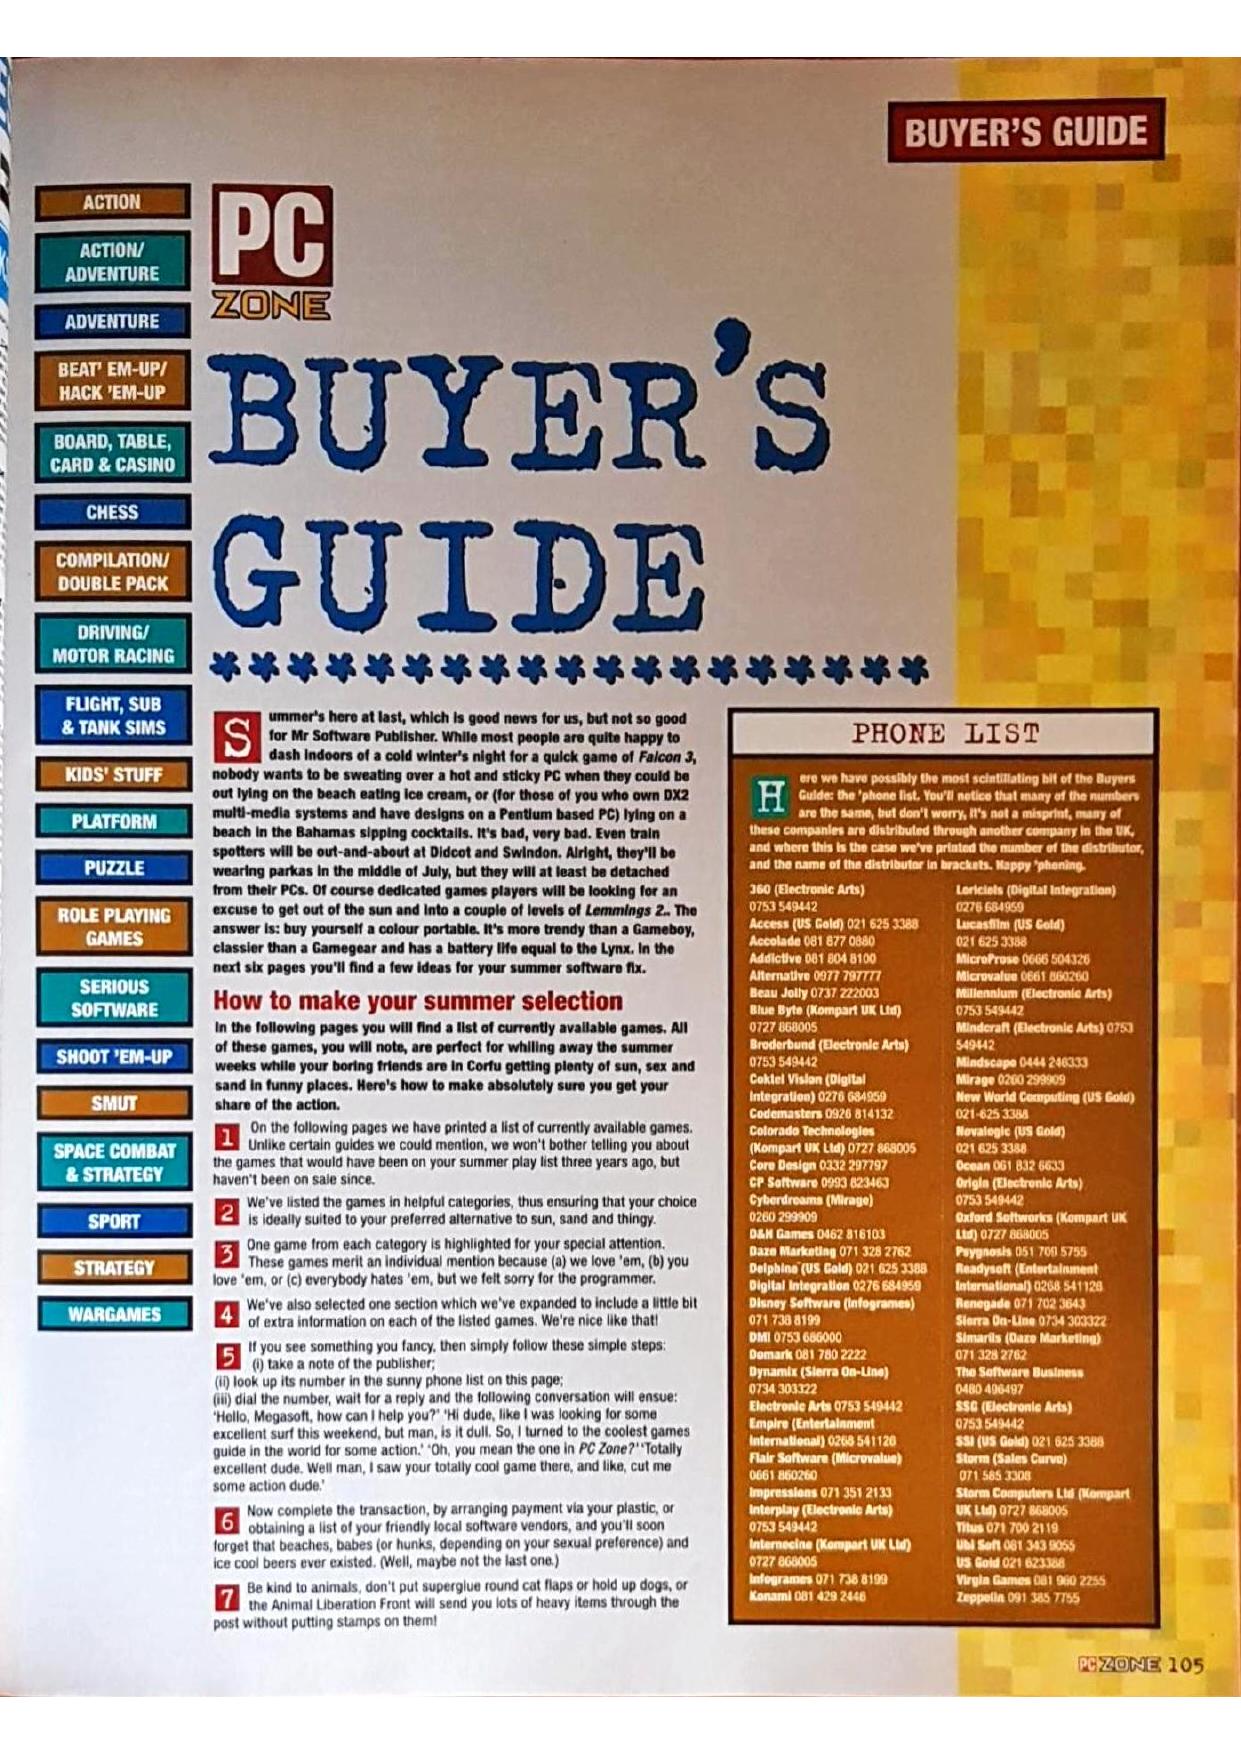 BUYER'S GUIDE
ACTION
ACTION/
ADVENTURE
ADVENTURE
BEAT' EM-UP/
HACK 'EM-UP
BOARD, TABLE,
CARD & CASINO
CHESS
COMPILATION/
DOUBLE PACK
DRIVING/
MOTOR RACING
FLIGHT, SUB
& TANK SIMS
KIDS' STUFF
PLATFORM
PUZZLE
ROLE PLAYING
GAMES
SERIOUS
SOFTWARE
SHOOT 'EM-UP
SMUT
SPACE COMBAT
& STRATEGY
SPORT
STRATEGY
WARGAMES
PC
ZONE
BUYER'S
GUIDE
Summer's here at last, which is good news for us, but not so good
for Mr Software Publisher. While most people are quite happy to
dash indoors of a cold winter's night for a quick game of Falcon 3,
nobody wants to be sweating over a hot and sticky PC when they could be
out lying on the beach eating ice cream, or (for those of you who own DX2
multi-media systems and have designs on a Pentium based PC) lying on a
beach in the Bahamas sipping cocktails. It's bad, very bad. Even train
spotters will be out-and-about at Didcot and Swindon. Alright, they'll be
wearing parkas in the middle of July, but they will at least be detached
from their PCs. Of course dedicated games players will be looking for an
excuse to get out of the sun and into a couple of levels of Lemmings 2.. The
answer is: buy yourself a colour portable. It's more trendy than a Gameboy,
classier than a Gamegear and has a battery life equal to the Lynx. In the
next six pages you'll find a few ideas for your summer software fix.
How to make your summer selection
In the following pages you will find a list of currently available games. All
of these games, you will note, are perfect for whiling away the summer
weeks while your boring friends are in Corfu getting plenty of sun, sex and
sand in funny places. Here's how to make absolutely sure you get your
share of the action.
1 On the following pages we have printed a list of currently available games.
Unlike certain guides we could mention, we won't bother telling you about
the games that would have been on your summer play list three years ago, but
haven't been on sale since.
2 We've listed the games in helpful categories, thus ensuring that your choice
is ideally suited to your preferred alternative to sun, sand and thingy.
3 One game from each category is highlighted for your special attention.
These games merit an individual mention because (a) we love 'em, (b) you
love 'em, or (c) everybody hates 'em, but we felt sorry for the programmer.
4 We've also selected one section which we've expanded to include a little bit
of extra information on each of the listed games. We're nice like that!
5 If you see something you fancy, then simply follow these simple steps:
(i) take a note of the publisher;
(ii) look up its number in the sunny phone list on this page;
(iii) dial the number, wait for a reply and the following conversation will ensue:
'Hello, Megasoft, how can I help you?' 'Hi dude, like I was looking for some
excellent surf this weekend, but man, is it dull. So, I turned to the coolest games
guide in the world for some action.' 'Oh, you mean the one in PC Zone?' 'Totally
excellent dude. Well man, I saw your totally cool game there, and like, cut me
some action dude.'
6 Now complete the transaction, by arranging payment via your plastic, or
obtaining a list of your friendly local software vendors, and you'll soon
forget that beaches, babes (or hunks, depending on your sexual preference) and
ice cool beers ever existed. (Well, maybe not the last one.)
7 Be kind to animals, don't put superglue round cat flaps or hold up dogs, or
the Animal Liberation Front will send you lots of heavy items through the
post without putting stamps on them!
PHONE LIST
Here we have possibly the most scintillating bit of the Buyers
Guide: the 'phone list. You'll notice that many of the numbers
are the same, but don't worry, it's not a misprint, many of
these companies are distributed through another company in the UK,
and where this is the case we've printed the number of the distributor,
and the name of the distributor in brackets. Happy 'phening.
360 (Electronic Arts)
0753 549442
Access (US Gold) 021 625 3388
Accolade 081 877 0880
Addictive 081 804 8100
Alternative 0977 797777
Beau Jolly 0737 222003
Blue Byte (Kompart UK Ltd)
0727 868005
Broderbund (Electronic Arts)
0753 549442
Coktel Vision (Digital
Integration) 0276 684959
Codemasters 0926 814132
Colorado Technologies
(Kompart UK Ltd) 0727 868005
Core Design 0332 297797
CP Software 0993 823463
Cyberdreams (Mirage)
0260 299909
D&H Games 0462 816103
Daze Marketing 071 328 2762
Delphine (US Gold) 021 625 3388
Digital Integration 0276 684959
Disney Software (Infogrames)
071 738 8199
DMI 0753 686000
Domark 081 780 2222
Dynamix (Sierra On-Line)
0734 303322
Electronic Arts 0753 549442
Empire (Entertainment
International) 0268 541126
Flair Software (Microvalue)
0661 860260
Impressions 071 351 2133
Interplay (Electronic Arts)
0753 549442
Internecine (Kompart UK Ltd)
0727 868005
Infogrames 071 738 8199
Konami 081 429 2446
Loriciels (Digital Integration)
0276 684959
Lucasfilm (US Gold)
021 625 3388
MicroProse 0666 504326
Microvalue 0661 860260
Millennium (Electronic Arts)
0753 549442
Mindcraft (Electronic Arts) 0753
549442
Mindscape 0444 246333
Mirage 0260 299909
New World Computing (US Gold)
021-625 3388
Novalogic (US Gold)
021 625 3388
Ocean 061 832 6633
Origin (Electronic Arts)
0753 549442
Oxford Softworks (Kompart UK
Ltd) 0727 868005
Psygnosis 051 709 5755
Readysoft (Entertainment
International) 0268 541126
Renegade 071 702 3643
Sierra On-Line 0734 303322
Simarils (Daze Marketing)
071 328 2762
The Software Business
0480 496497
SSG (Electronic Arts)
0753 549442
SSI (US Gold) 021 625 3388
Storm (Sales Curve)
071 585 3308
Storm Computers Ltd (Kompart
UK Ltd) 0727 868005
Titus 071 700 2119
Ubi Soft 081 343 9055
US Gold 021 623388
Virgin Games 081 960 2255
Zeppelin 091 385 7755
PC ZONE 105